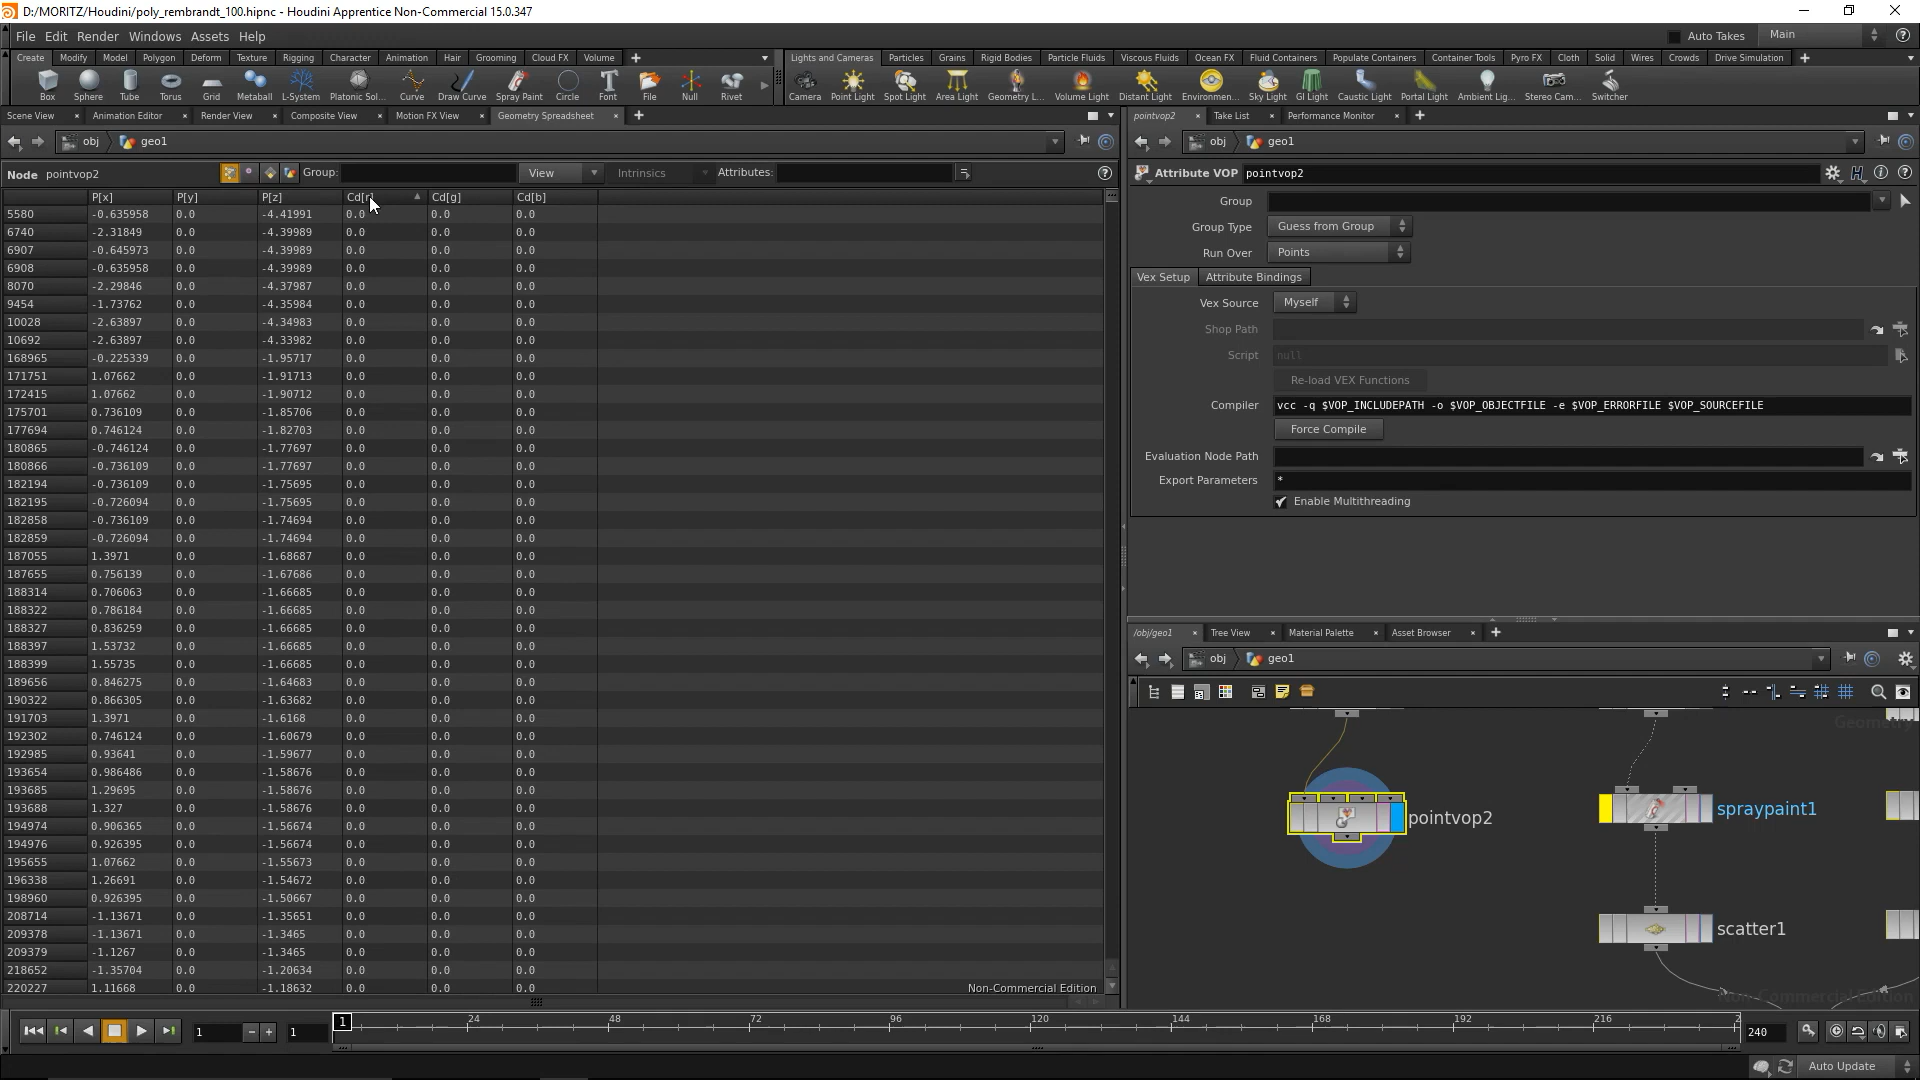 D:/MORITZ/Houdini/poly_rembrandt_100.hipnc - Houdini Apprentice Non-Commercial 15.0.347
File Edit Render Windows Assets Help
Auto Takes Main
Create Modify Model Polygon Deform Texture Rigging Character Animation Hair Grooming Cloud FX Volume
Lights and Cameras Particles Grains Rigid Bodies Particle Fluids Viscous Fluids Ocean FX Fluid Containers Populate Containers Container Tools Pyro FX Cloth Solid Wires Crowds Drive Simulation
Box Sphere Tube Torus Grid Metaball L-System Platonic Sol... Curve Draw Curve Spray Paint Circle Font File Null Rivet
Camera Point Light Spot Light Area Light Geometry L... Volume Light Distant Light Environmen... Sky Light GI Light Caustic Light Portal Light Ambient Lig... Stereo Cam... Switcher
Scene View Animation Editor Render View Composite View Motion FX View Geometry Spreadsheet
obj geo1
Node pointvop2 Group: View Intrinsics Attributes:
P[x] P[y] P[z] Cd[r] Cd[g] Cd[b]
5580 -0.635958 0.0 -4.41991 0.0 0.0 0.0
6740 -2.31849 0.0 -4.39989 0.0 0.0 0.0
6907 -0.645973 0.0 -4.39989 0.0 0.0 0.0
6908 -0.635958 0.0 -4.39989 0.0 0.0 0.0
8070 -2.29846 0.0 -4.37987 0.0 0.0 0.0
9454 -1.73762 0.0 -4.35984 0.0 0.0 0.0
10028 -2.63897 0.0 -4.34983 0.0 0.0 0.0
10692 -2.63897 0.0 -4.33982 0.0 0.0 0.0
168965 -0.225339 0.0 -1.95717 0.0 0.0 0.0
171751 1.07662 0.0 -1.91713 0.0 0.0 0.0
172415 1.07662 0.0 -1.90712 0.0 0.0 0.0
175701 0.736109 0.0 -1.85706 0.0 0.0 0.0
177694 0.746124 0.0 -1.82703 0.0 0.0 0.0
180865 -0.746124 0.0 -1.77697 0.0 0.0 0.0
180866 -0.736109 0.0 -1.77697 0.0 0.0 0.0
182194 -0.736109 0.0 -1.75695 0.0 0.0 0.0
182195 -0.726094 0.0 -1.75695 0.0 0.0 0.0
182858 -0.736109 0.0 -1.74694 0.0 0.0 0.0
182859 -0.726094 0.0 -1.74694 0.0 0.0 0.0
187055 1.3971 0.0 -1.68687 0.0 0.0 0.0
187655 0.756139 0.0 -1.67686 0.0 0.0 0.0
188314 0.706063 0.0 -1.66685 0.0 0.0 0.0
188322 0.786184 0.0 -1.66685 0.0 0.0 0.0
188327 0.836259 0.0 -1.66685 0.0 0.0 0.0
188397 1.53732 0.0 -1.66685 0.0 0.0 0.0
188399 1.55735 0.0 -1.66685 0.0 0.0 0.0
189656 0.846275 0.0 -1.64683 0.0 0.0 0.0
190322 0.866305 0.0 -1.63682 0.0 0.0 0.0
191703 1.3971 0.0 -1.6168 0.0 0.0 0.0
192302 0.746124 0.0 -1.60679 0.0 0.0 0.0
192985 0.93641 0.0 -1.59677 0.0 0.0 0.0
193654 0.986486 0.0 -1.58676 0.0 0.0 0.0
193685 1.29695 0.0 -1.58676 0.0 0.0 0.0
193688 1.327 0.0 -1.58676 0.0 0.0 0.0
194974 0.906365 0.0 -1.56674 0.0 0.0 0.0
194976 0.926395 0.0 -1.56674 0.0 0.0 0.0
195655 1.07662 0.0 -1.55673 0.0 0.0 0.0
196338 1.26691 0.0 -1.54672 0.0 0.0 0.0
198960 0.926395 0.0 -1.50667 0.0 0.0 0.0
208714 -1.13671 0.0 -1.35651 0.0 0.0 0.0
209378 -1.13671 0.0 -1.3465 0.0 0.0 0.0
209379 -1.1267 0.0 -1.3465 0.0 0.0 0.0
218652 -1.35704 0.0 -1.20634 0.0 0.0 0.0
220227 1.11668 0.0 -1.18632 0.0 0.0 0.0
Non-Commercial Edition
pointvop2 Take List Performance Monitor
obj geo1
Attribute VOP pointvop2
Group
Group Type Guess from Group
Run Over Points
Vex Setup Attribute Bindings
Vex Source Myself
Shop Path
Script null
Re-load VEX Functions
Compiler vcc -q $VOP_INCLUDEPATH -o $VOP_OBJECTFILE -e $VOP_ERRORFILE $VOP_SOURCEFILE
Force Compile
Evaluation Node Path
Export Parameters *
Enable Multithreading
/obj/geo1 Tree View Material Palette Asset Browser
obj geo1
Geometry
pointvop2
spraypaint1
scatter1
Non-Commercial Edition
1 1 1 24 48 72 96 120 144 168 192 216 2 240
Auto Update